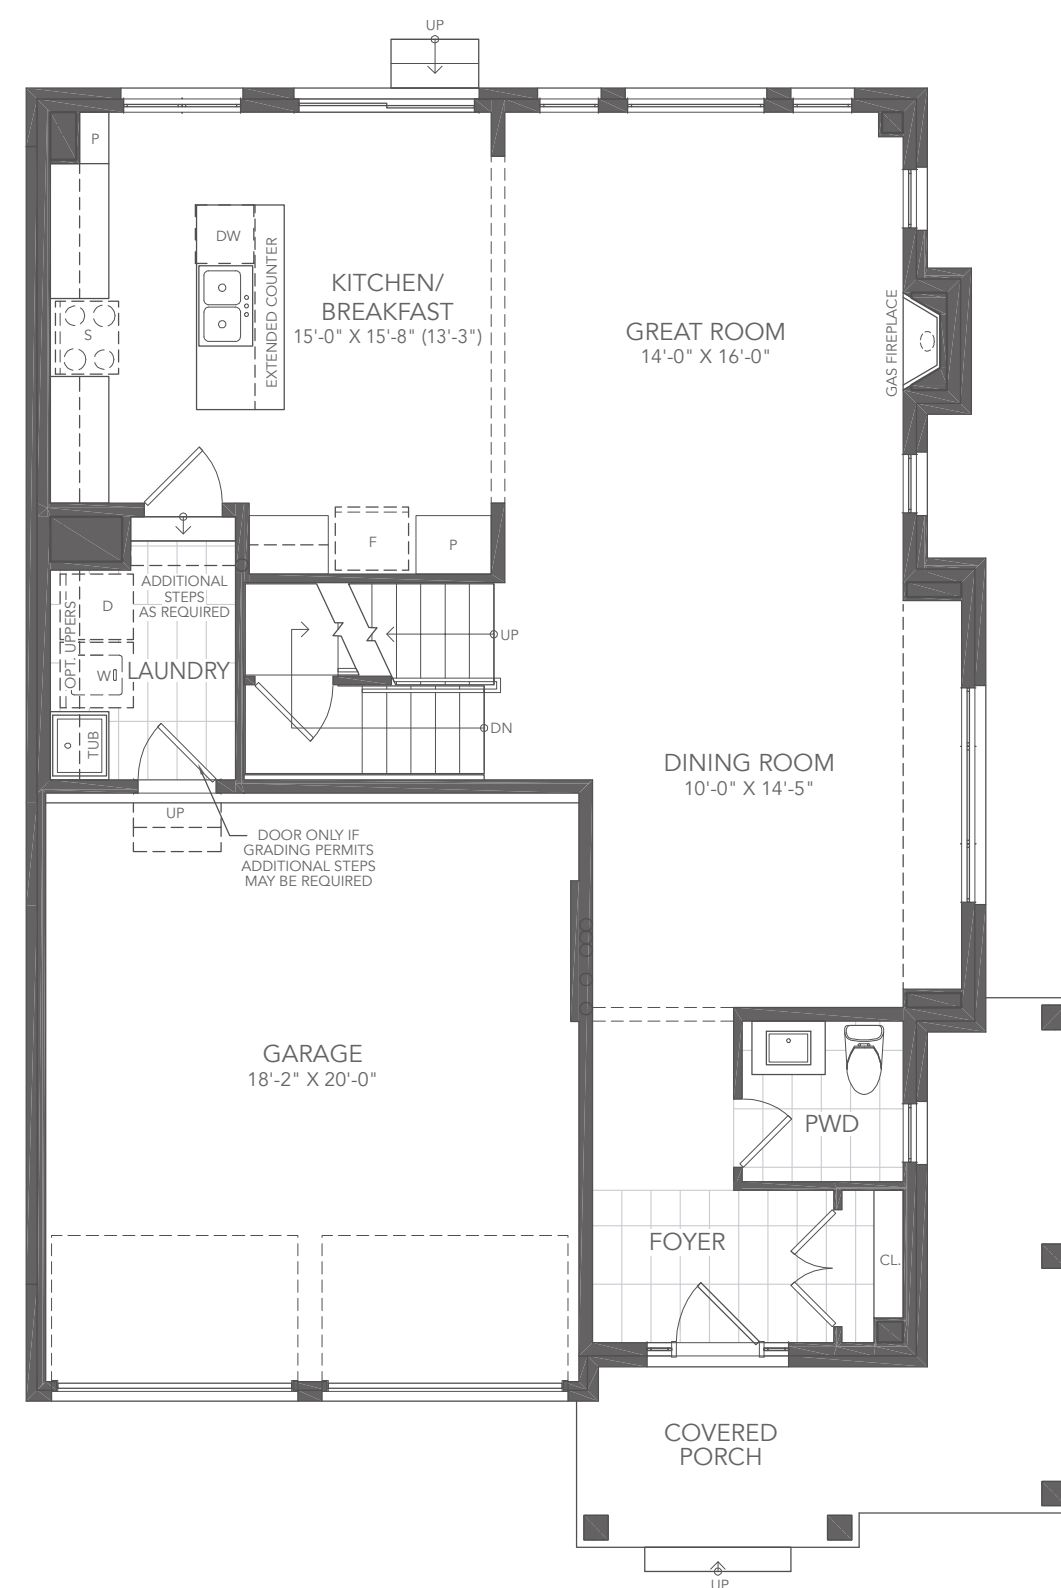 UP
P
DW
EXTENDED COUNTER
KITCHEN/
BREAKFAST
15'-0" X 15'-8" (13'-3")
S
GREAT ROOM
14'-0" X 16'-0"
GAS FIREPLACE
F
P
ADDITIONAL
STEPS
AS REQUIRED
D
OPT. UPPERS
W
LAUNDRY
TUB
UP
DN
DINING ROOM
10'-0" X 14'-5"
UP
DOOR ONLY IF
GRADING PERMITS
ADDITIONAL STEPS
MAY BE REQUIRED
GARAGE
18'-2" X 20'-0"
PWD
FOYER
CL.
COVERED
PORCH
UP